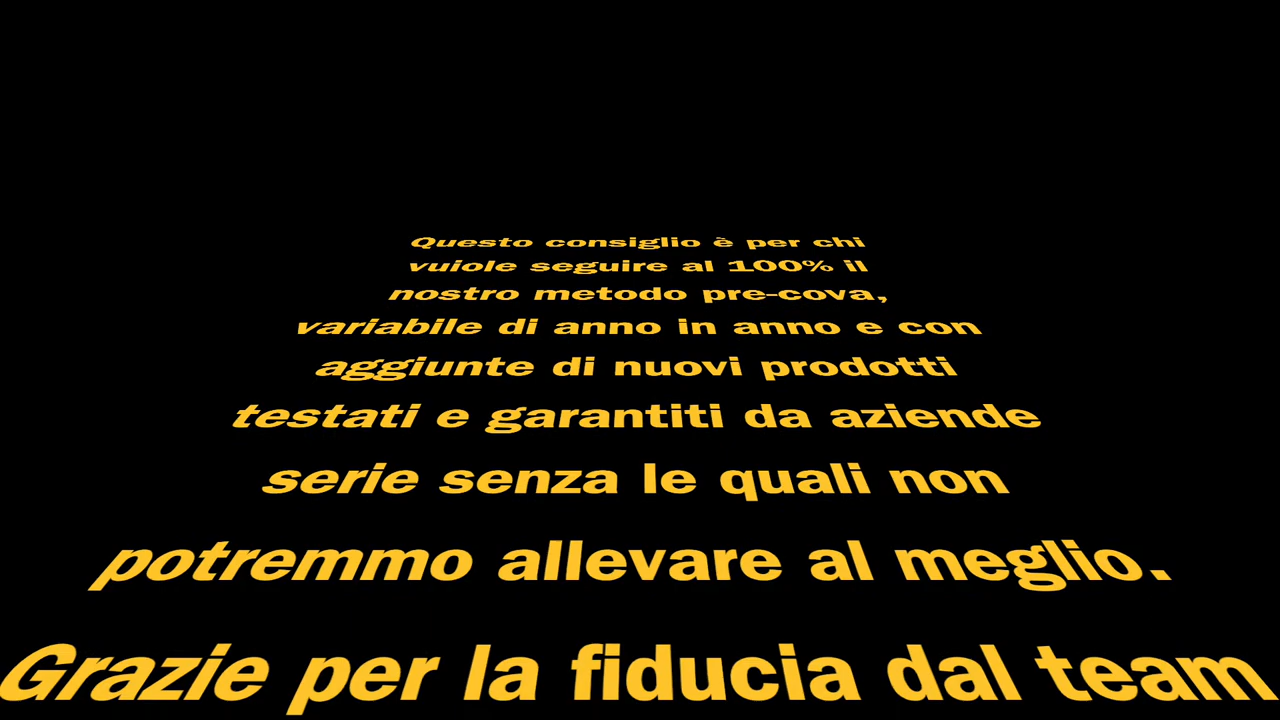 Questo consiglio è per chi
vuiole seguire al 100% il
nostro metodo pre-cova,
variabile di anno in anno e con
aggiunte di nuovi prodotti
testati e garantiti da aziende
serie senza le quali non
potremmo allevare al meglio.
Grazie per la fiducia dal team